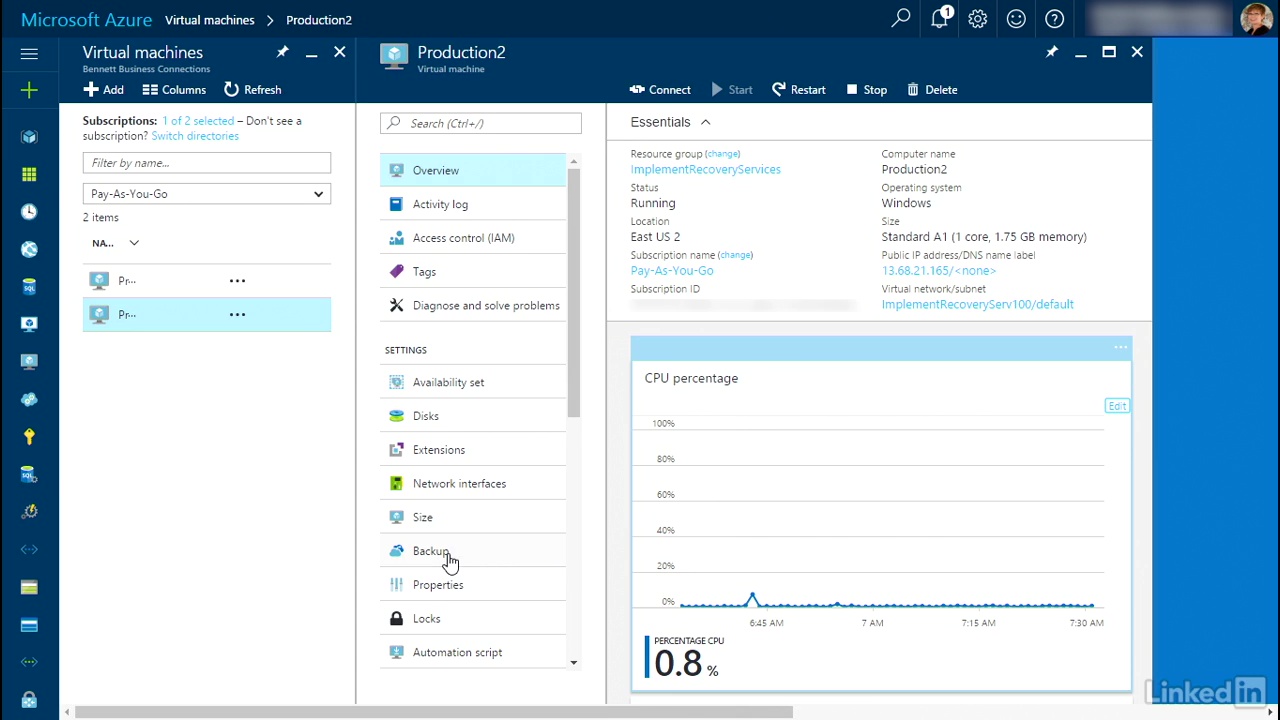 Microsoft Azure Virtual machines > Production2
1
Virtual machines
Bennett Business Connections
Add Columns Refresh
Subscriptions: 1 of 2 selected – Don't see a
subscription? Switch directories
Filter by name...
Pay-As-You-Go
2 items
NA...
Pr...
Pr...
Production2
Virtual machine
Search (Ctrl+/)
Overview
Activity log
Access control (IAM)
Tags
Diagnose and solve problems
SETTINGS
Availability set
Disks
Extensions
Network interfaces
Size
Backup
Properties
Locks
Automation script
Connect Start Restart Stop Delete
Essentials
Resource group (change)
ImplementRecoveryServices
Status
Running
Location
East US 2
Subscription name (change)
Pay-As-You-Go
Subscription ID
Computer name
Production2
Operating system
Windows
Size
Standard A1 (1 core, 1.75 GB memory)
Public IP address/DNS name label
13.68.21.165/<none>
Virtual network/subnet
ImplementRecoveryServ100/default
CPU percentage
Edit
100%
80%
60%
40%
20%
0%
6:45 AM 7 AM 7:15 AM 7:30 AM
PERCENTAGE CPU
0.8 %
LinkedIn